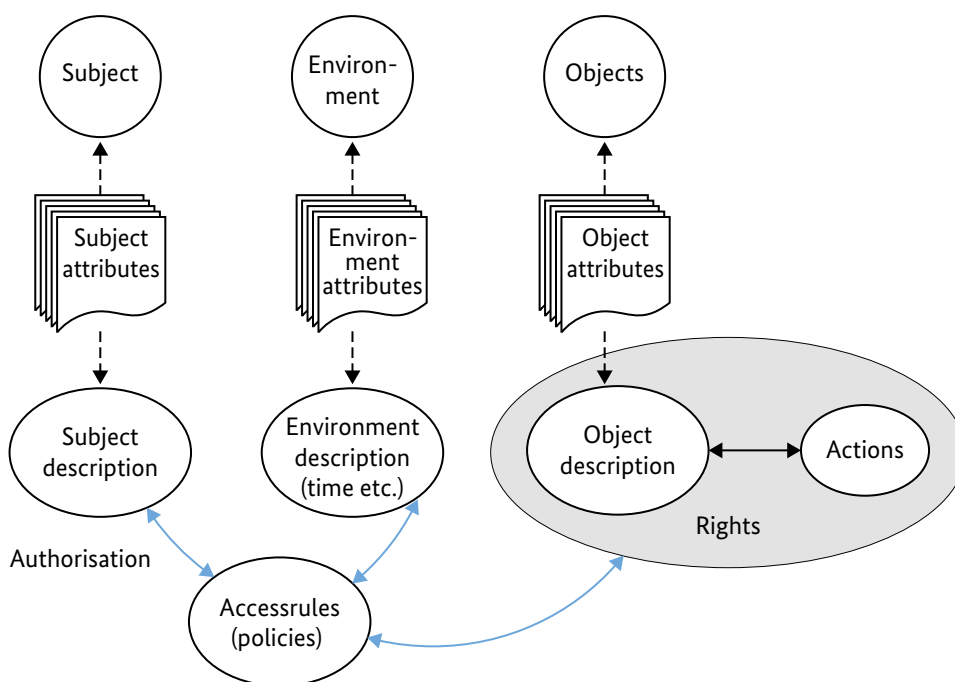 Subject
Environ-
ment
Objects
Subject
attributes
Environ-
ment
attributes
Object
attributes
Subject
description
Environment
description
(time etc.)
Object
description
Actions
Rights
Authorisation
Accessrules
(policies)